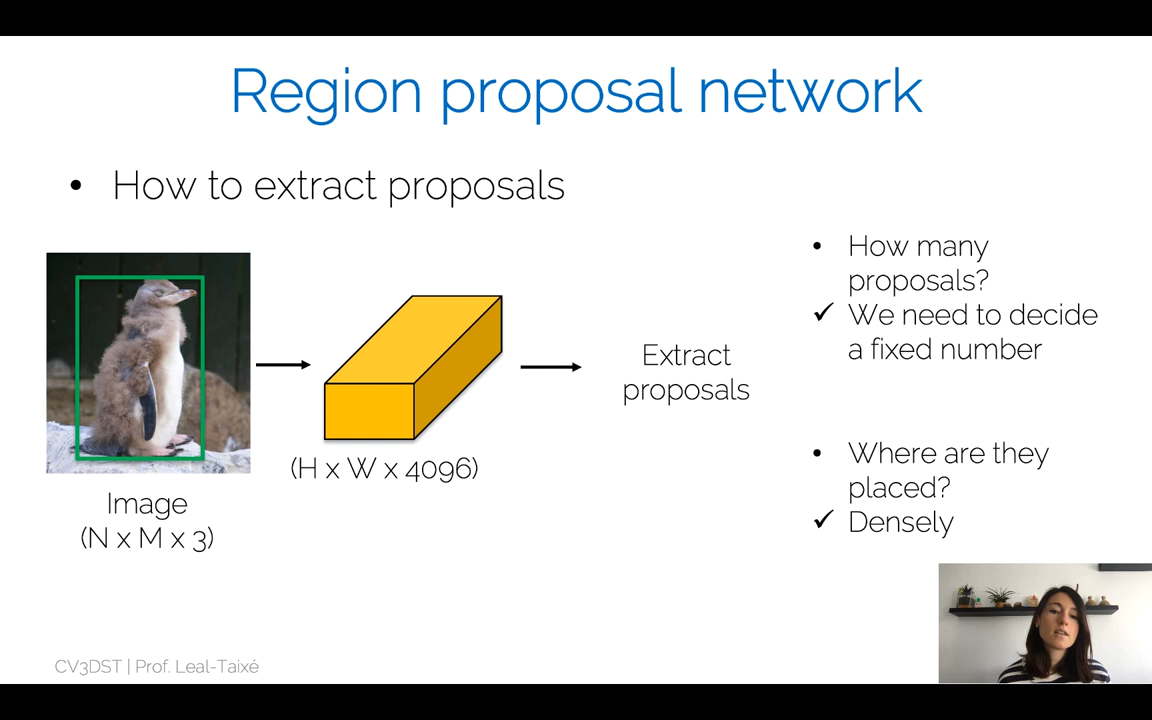 Region proposal network
• How to extract proposals
Image
(N x M x 3)
(H x W x 4096)
Extract
proposals
• How many
proposals?
✓ We need to decide
a fixed number
• Where are they
placed?
✓ Densely
CV3DST | Prof. Leal-Taixé